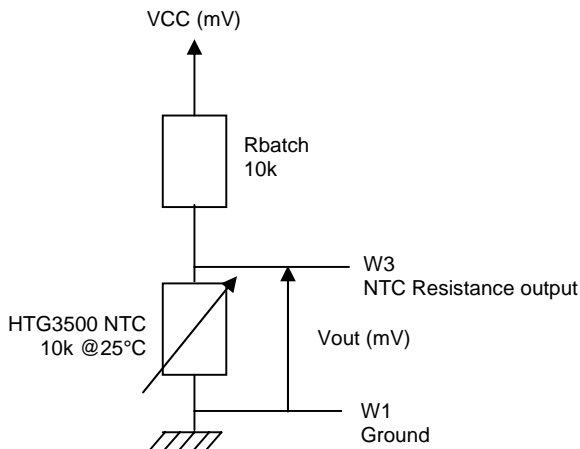 VCC (mV)
Rbatch
10k
W3
NTC Resistance output
HTG3500 NTC
10k @25°C
Vout (mV)
W1
Ground